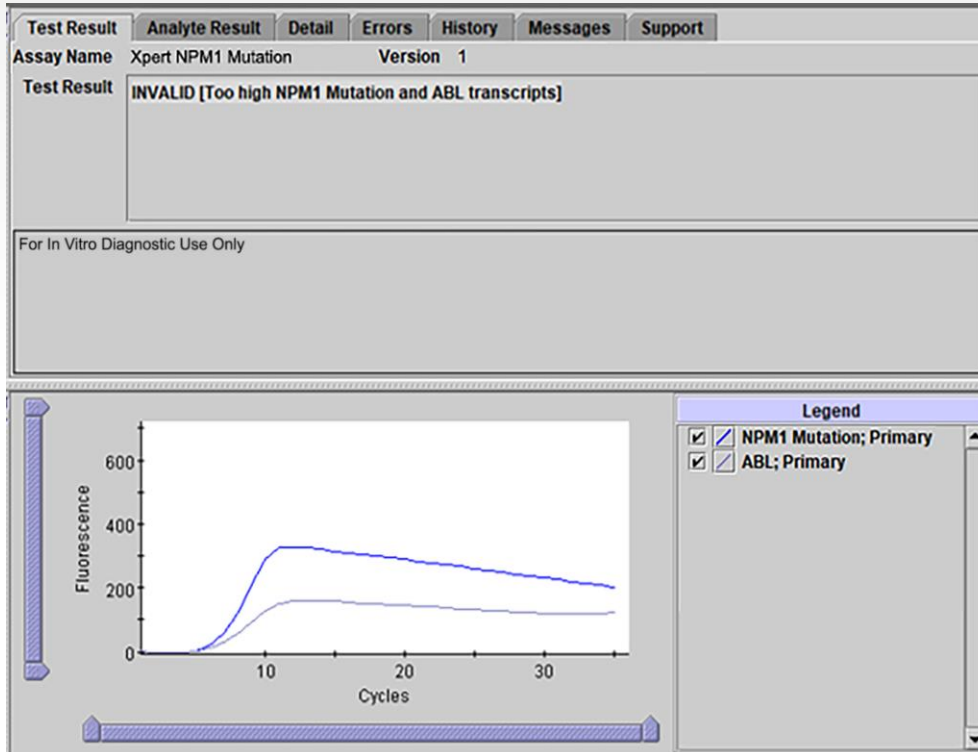 Test Result Analyte Result Detail Errors History Messages Support
Assay Name Xpert NPM1 Mutation Version 1
Test Result INVALID [Too high NPM1 Mutation and ABL transcripts]
For In Vitro Diagnostic Use Only
Legend
NPM1 Mutation; Primary
ABL; Primary
Fluorescence
600
400
200
0
10 20 30
Cycles